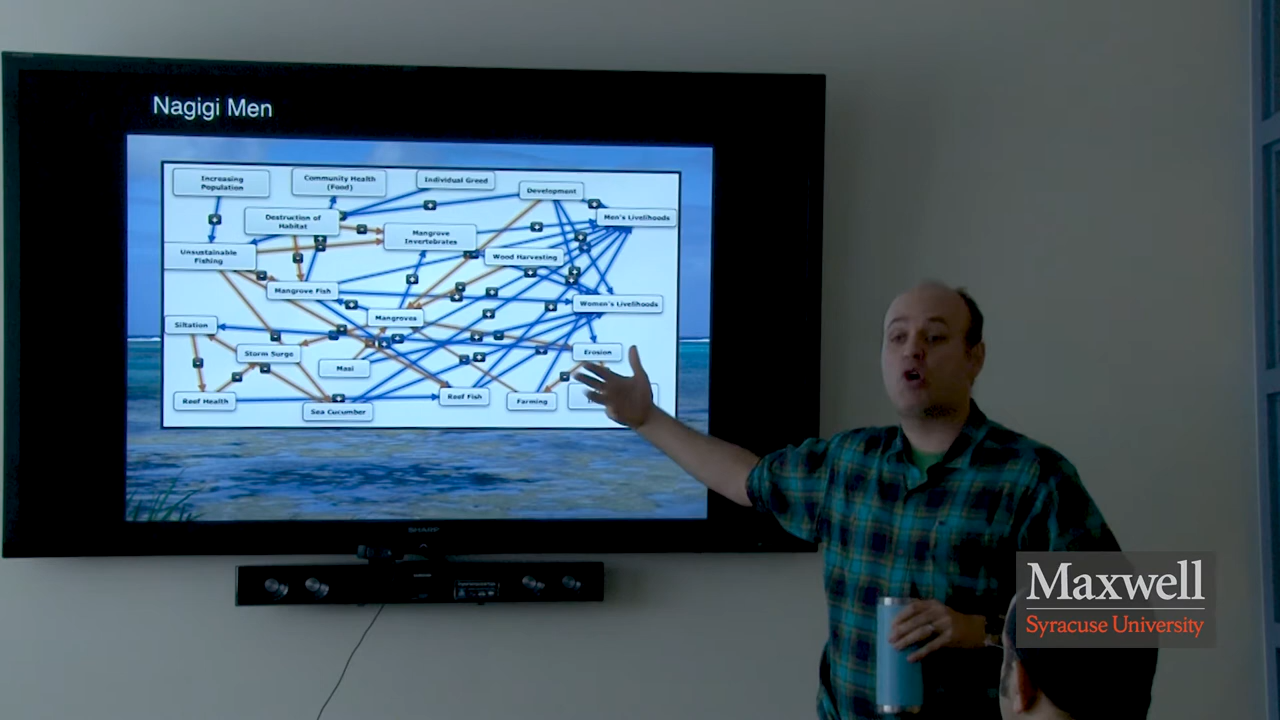 Nagigi Men
Increasing
Population
Community Health
(Food)
Individual Greed
Development
Destruction of
Habitat
Men's Livelihoods
Mangrove
Invertebrates
Unsustainable
Fishing
Wood Harvesting
Mangrove Fish
Women's Livelihoods
Mangroves
Siltation
Storm Surge
Erosion
Masi
Reef Health
Reef Fish
Farming
Sea Cucumber
SHARP
Maxwell
Syracuse University